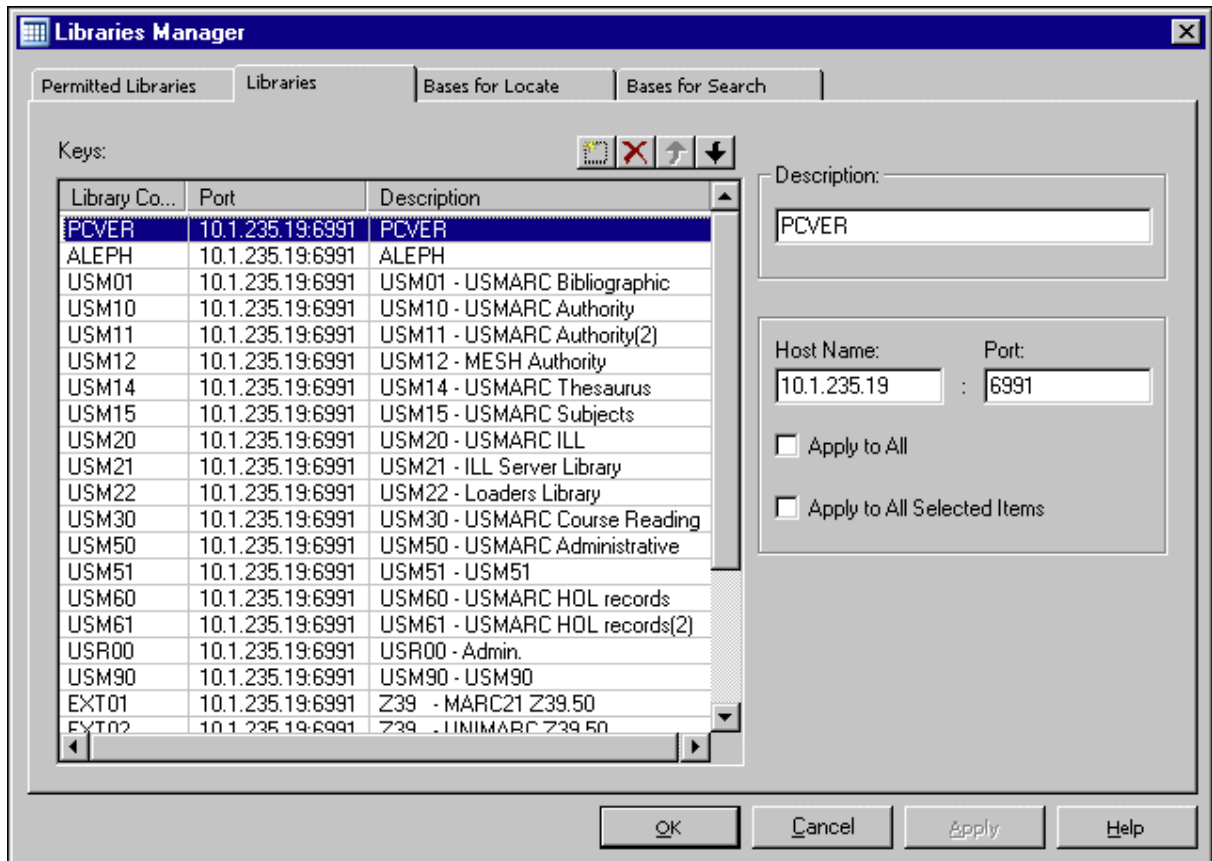 Libraries Manager
Permitted Libraries Libraries Bases for Locate Bases for Search
Keys:
Library Co... Port Description
PCVER 10.1.235.19:6991 PCVER
ALEPH 10.1.235.19:6991 ALEPH
USM01 10.1.235.19:6991 USM01 - USMARC Bibliographic
USM10 10.1.235.19:6991 USM10 - USMARC Authority
USM11 10.1.235.19:6991 USM11 - USMARC Authority(2)
USM12 10.1.235.19:6991 USM12 - MESH Authority
USM14 10.1.235.19:6991 USM14 - USMARC Thesaurus
USM15 10.1.235.19:6991 USM15 - USMARC Subjects
USM20 10.1.235.19:6991 USM20 - USMARC ILL
USM21 10.1.235.19:6991 USM21 - ILL Server Library
USM22 10.1.235.19:6991 USM22 - Loaders Library
USM30 10.1.235.19:6991 USM30 - USMARC Course Reading
USM50 10.1.235.19:6991 USM50 - USMARC Administrative
USM51 10.1.235.19:6991 USM51 - USM51
USM60 10.1.235.19:6991 USM60 - USMARC HOL records
USM61 10.1.235.19:6991 USM61 - USMARC HOL records(2)
USR00 10.1.235.19:6991 USR00 - Admin.
USM90 10.1.235.19:6991 USM90 - USM90
EXT01 10.1.235.19:6991 Z39 - MARC21 Z39.50
EXT02 10.1.235.19:6991 Z39 - UNIMARC Z39.50
Description:
PCVER
Host Name: Port:
10.1.235.19 : 6991
Apply to All
Apply to All Selected Items
OK Cancel Apply Help